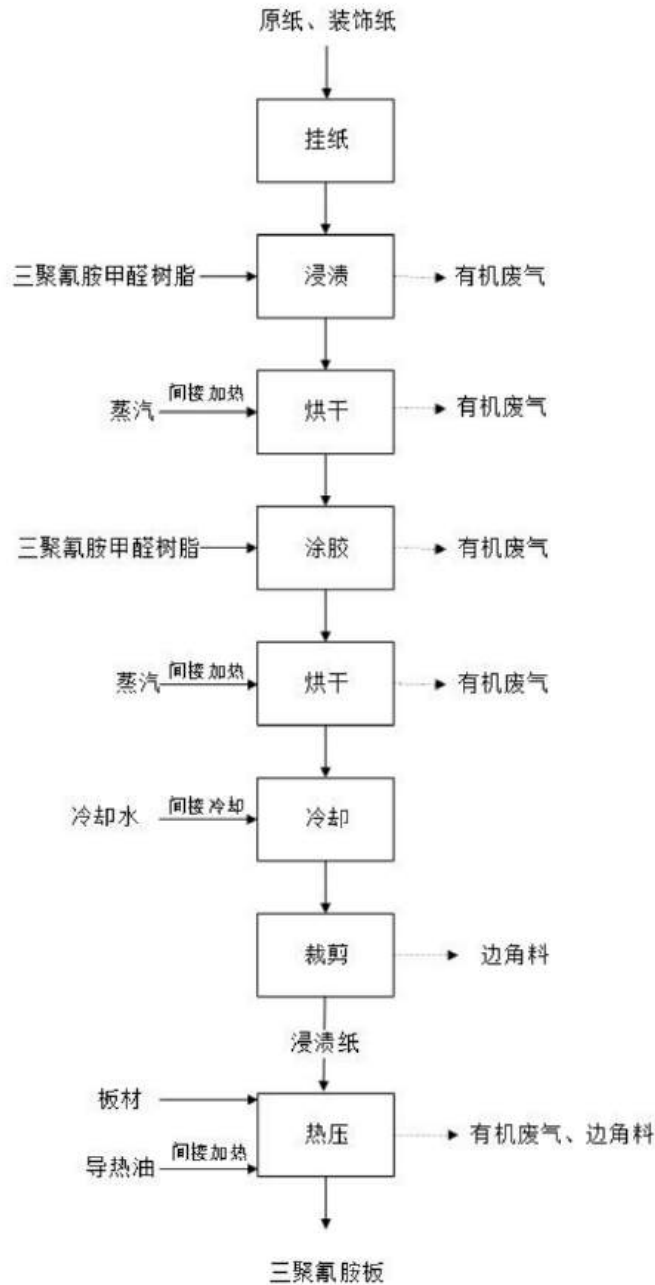 原纸、装饰纸
挂纸
三聚氰胺甲醛树脂
浸渍
有机废气
蒸汽
间接加热
烘干
有机废气
三聚氰胺甲醛树脂
涂胶
有机废气
蒸汽
间接加热
烘干
有机废气
冷却水
间接冷却
冷却
裁剪
边角料
浸渍纸
板材
导热油
间接加热
热压
有机废气、边角料
三聚氰胺板